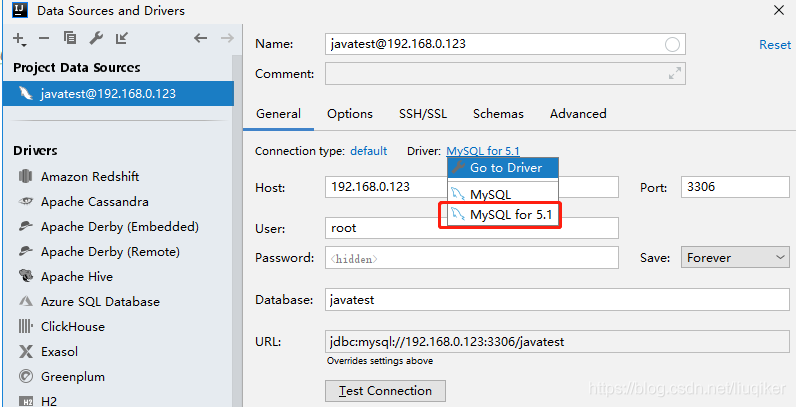 IJ Data Sources and Drivers
Name: javatest@192.168.0.123 Reset
Comment:
Project Data Sources
javatest@192.168.0.123
General Options SSH/SSL Schemas Advanced
Connection type: default Driver: MySQL for 5.1
Go to Driver
MySQL
MySQL for 5.1
Host: 192.168.0.123 Port: 3306
User: root
Password: <hidden> Save: Forever
Database: javatest
URL: jdbc:mysql://192.168.0.123:3306/javatest
Overrides settings above
Test Connection
Drivers
Amazon Redshift
Apache Cassandra
Apache Derby (Embedded)
Apache Derby (Remote)
Apache Hive
Azure SQL Database
ClickHouse
Exasol
Greenplum
H2
https://blog.csdn.net/liuqiker